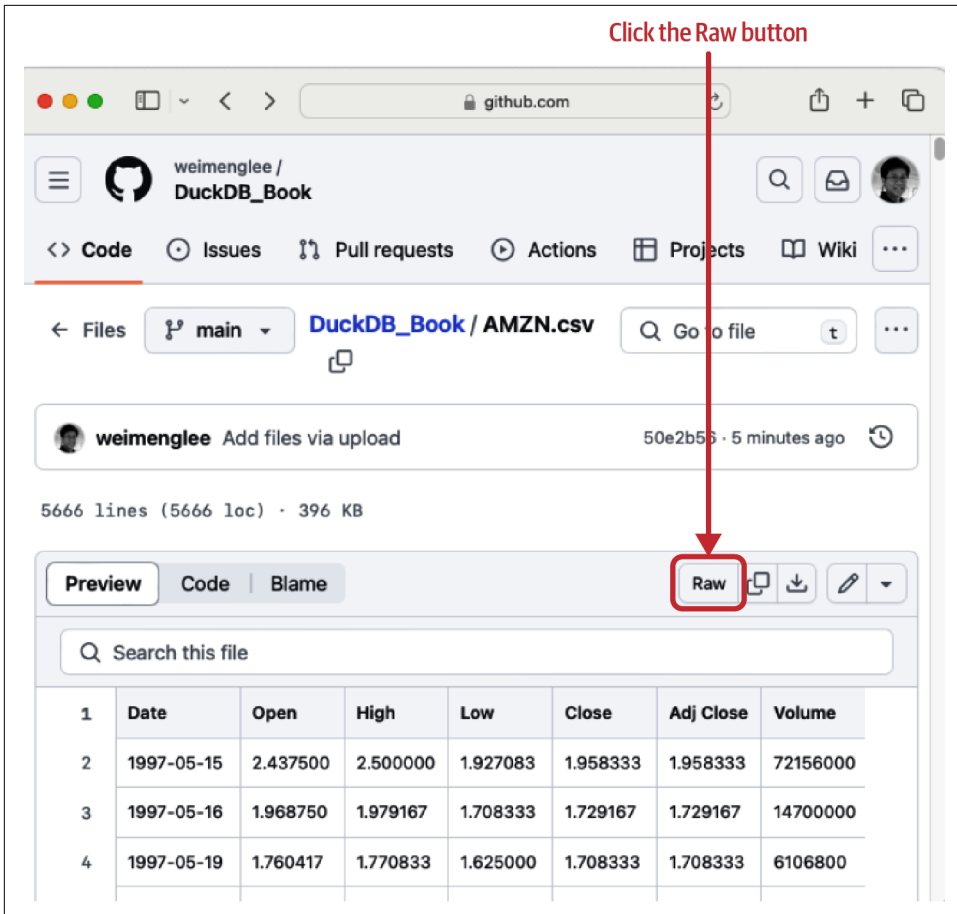 Click the Raw button
github.com
weimenglee /
DuckDB_Book
Code Issues Pull requests Actions Projects Wiki
Files main DuckDB_Book / AMZN.csv Go to file t
weimenglee Add files via upload 50e2b56 · 5 minutes ago
5666 lines (5666 loc) · 396 KB
Preview Code Blame Raw
Search this file
1 Date Open High Low Close Adj Close Volume
2 1997-05-15 2.437500 2.500000 1.927083 1.958333 1.958333 72156000
3 1997-05-16 1.968750 1.979167 1.708333 1.729167 1.729167 14700000
4 1997-05-19 1.760417 1.770833 1.625000 1.708333 1.708333 6106800